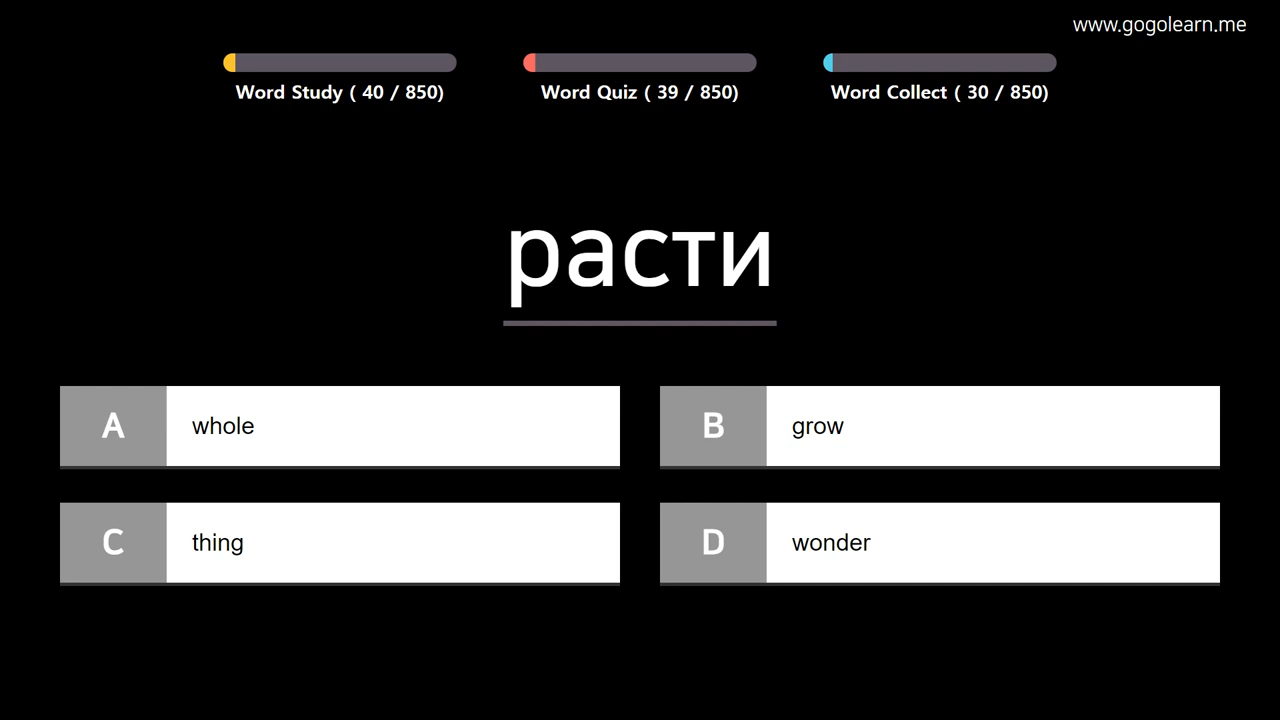 www.gogolearn.me
Word Study ( 40 / 850)
Word Quiz ( 39 / 850)
Word Collect ( 30 / 850)
расти
A whole
B grow
C thing
D wonder